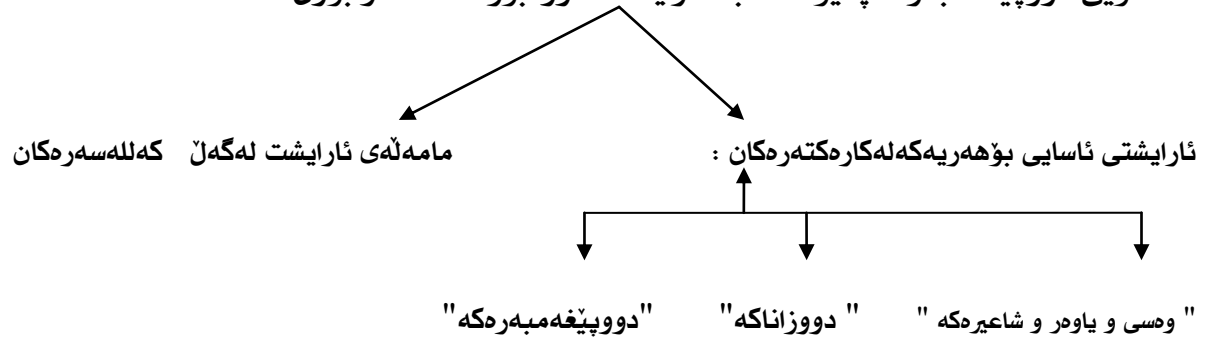 ئارایشتی ئاسایی بۆهەریەکەلەکارەکتەرەکان : مامەڵەی ئارایشت لەگەڵ کەللەسەرەکان
" وەسی و یاوەر و شاعیرەکە " " دووزاناکە" "دووپێغەمبەرەکە"